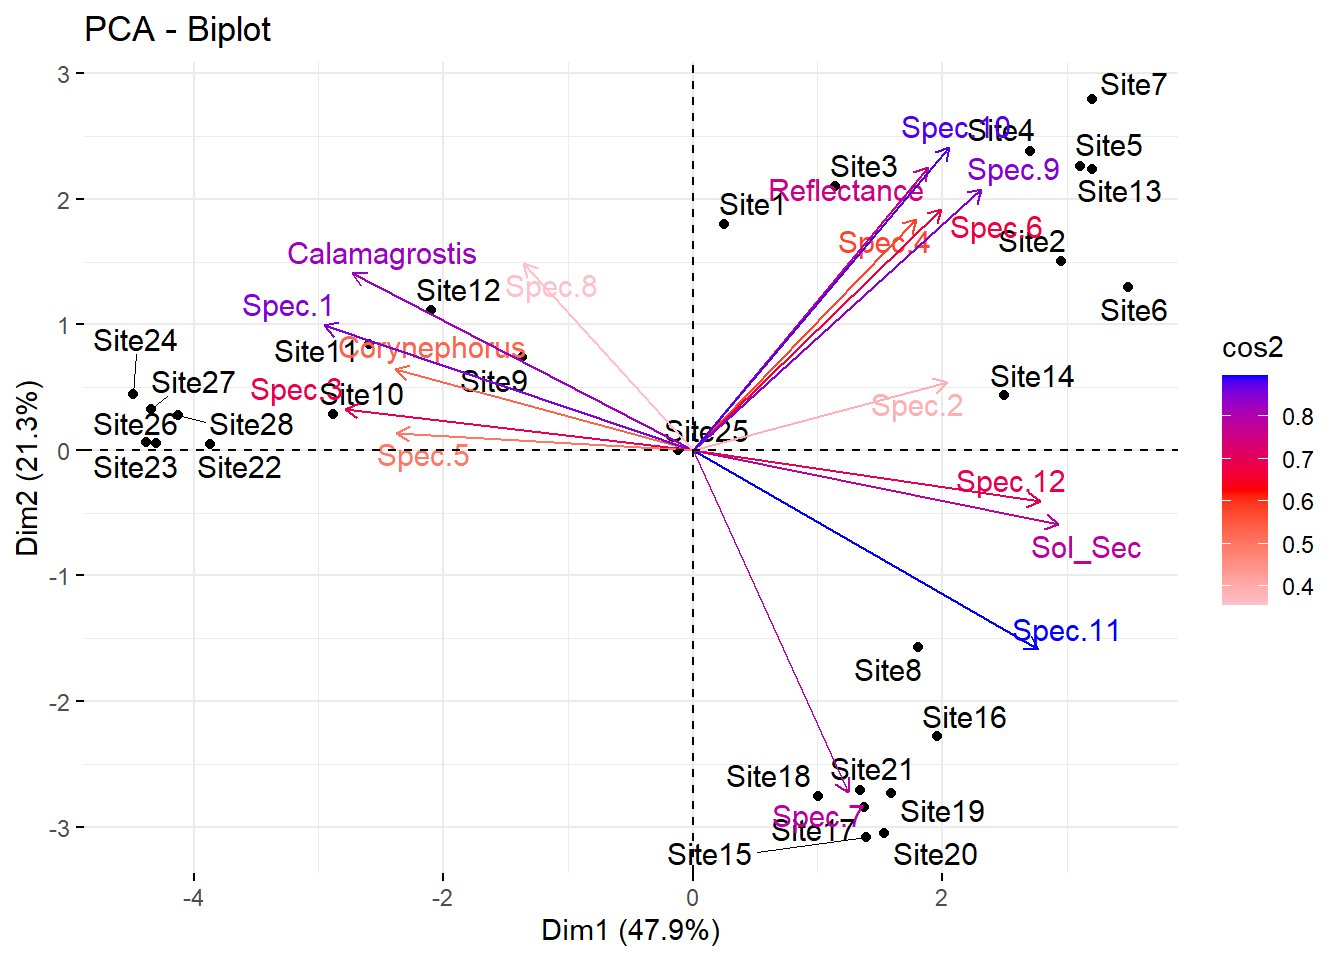 PCA - Biplot
3
2
1
0
-1
-2
-3
Dim2 (21.3%)
Site7
Spec.10
Site4
Site5
Site3
Spec.9
Reflectance
Site13
Site1
Spec.6
Spec.4
Site2
Calamagrostis
Site12
Spec.8
Spec.1
Site6
Site24
Site11
Corynephorus
Site27
Site9
Site14
Spec.3
Site10
Spec.2
Site26
Site28
Site25
Spec.5
Site23
Site22
Spec.12
Sol_Sec
Spec.11
Site8
Site16
Site18
Site21
Spec.7
Site19
Site17
Site15
Site20
-4
-2
0
2
Dim1 (47.9%)
cos2
0.8
0.7
0.6
0.5
0.4